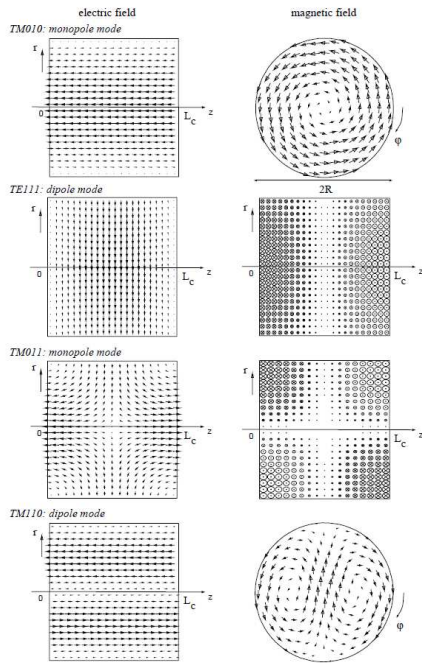 electric field magnetic field
TM010: monopole mode
r
0 L_c z
φ
2R
TE111: dipole mode
r r
0 L_c z 0 L_c z
TM011: monopole mode
r r
0 L_c z 0 L_c z
TM110: dipole mode
r
0 L_c z
φ